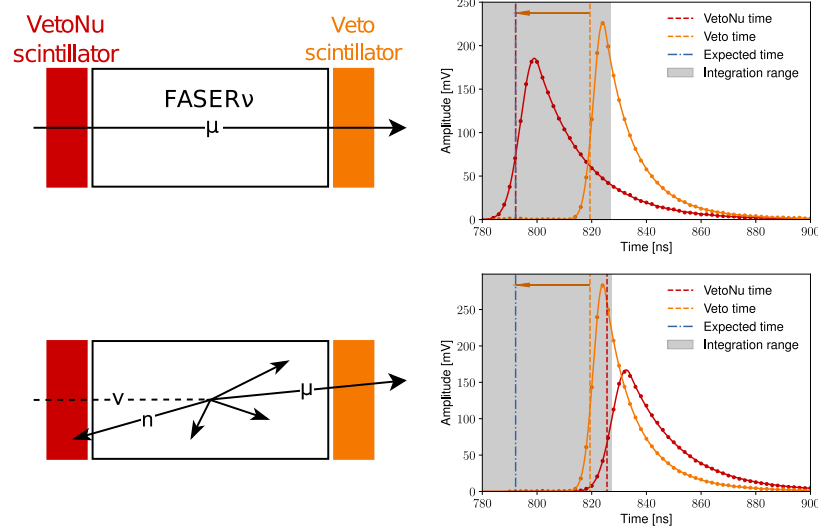 VetoNu
scintillator
Veto
scintillator
FASERν
μ
250
200
150
100
50
0
Amplitude [mV]
780 800 820 840 860 880 900
Time [ns]
VetoNu time
Veto time
Expected time
Integration range
ν
n
μ
250
200
150
100
50
0
Amplitude [mV]
780 800 820 840 860 880 900
Time [ns]
VetoNu time
Veto time
Expected time
Integration range